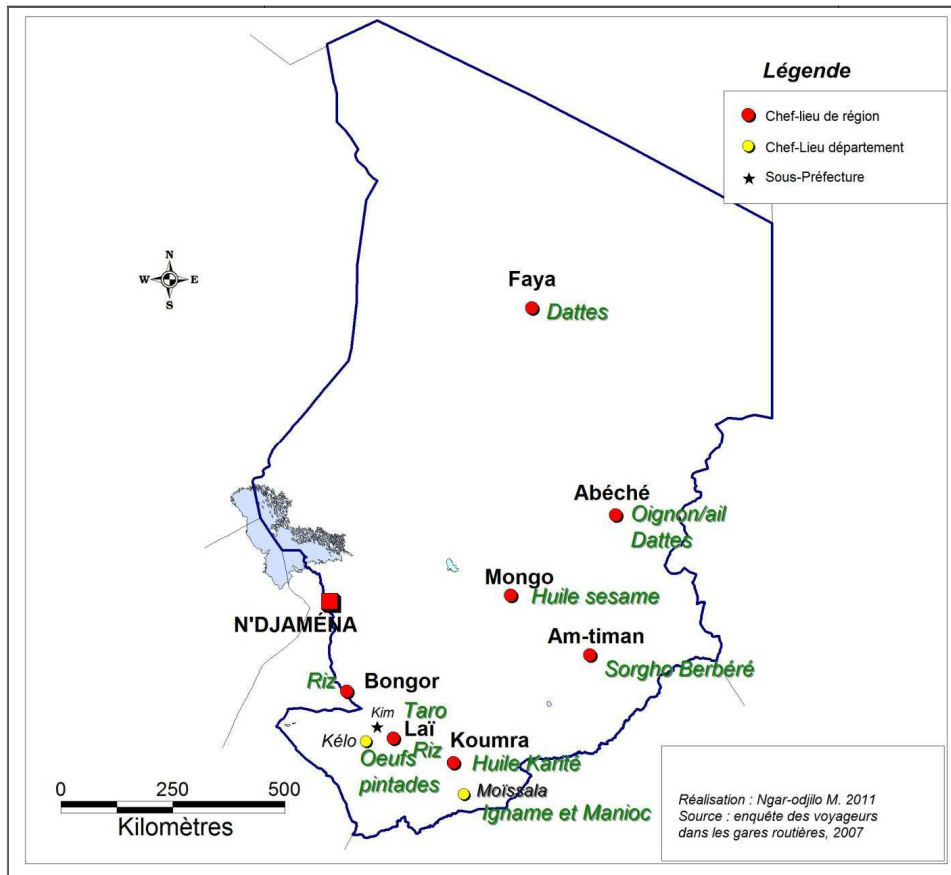 Légende
Chef-lieu de région
Chef-Lieu département
Sous-Préfecture
N
W E
S
Faya
Dattes
Abéché
Oignon/ail
Dattes
Mongo
Huile sesame
N'DJAMÉNA
Am-timan
Sorgho Berbéré
Riz
Bongor
Kim
Taro
Kélo
Laï
Riz
Oeufs
pintades
Koumra
Huile Karité
Moïssala
Igname et Manioc
0 250 500
Kilomètres
Réalisation : Ngar-odjilo M. 2011
Source : enquête des voyageurs
dans les gares routières, 2007